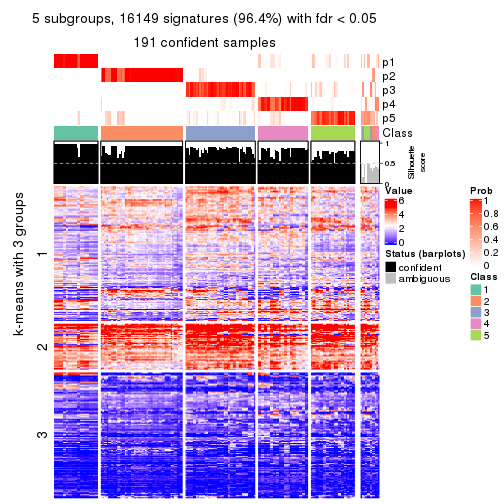 5 subgroups, 16149 signatures (96.4%) with fdr < 0.05
191 confident samples
p1
p2
p3
p4
p5
Class
1
0.5
0
Silhouette
score
k-means with 3 groups
1
2
3
Value
6
4
2
0
Status (barplots)
confident
ambiguous
Prob
1
0.8
0.6
0.4
0.2
0
Class
1
2
3
4
5